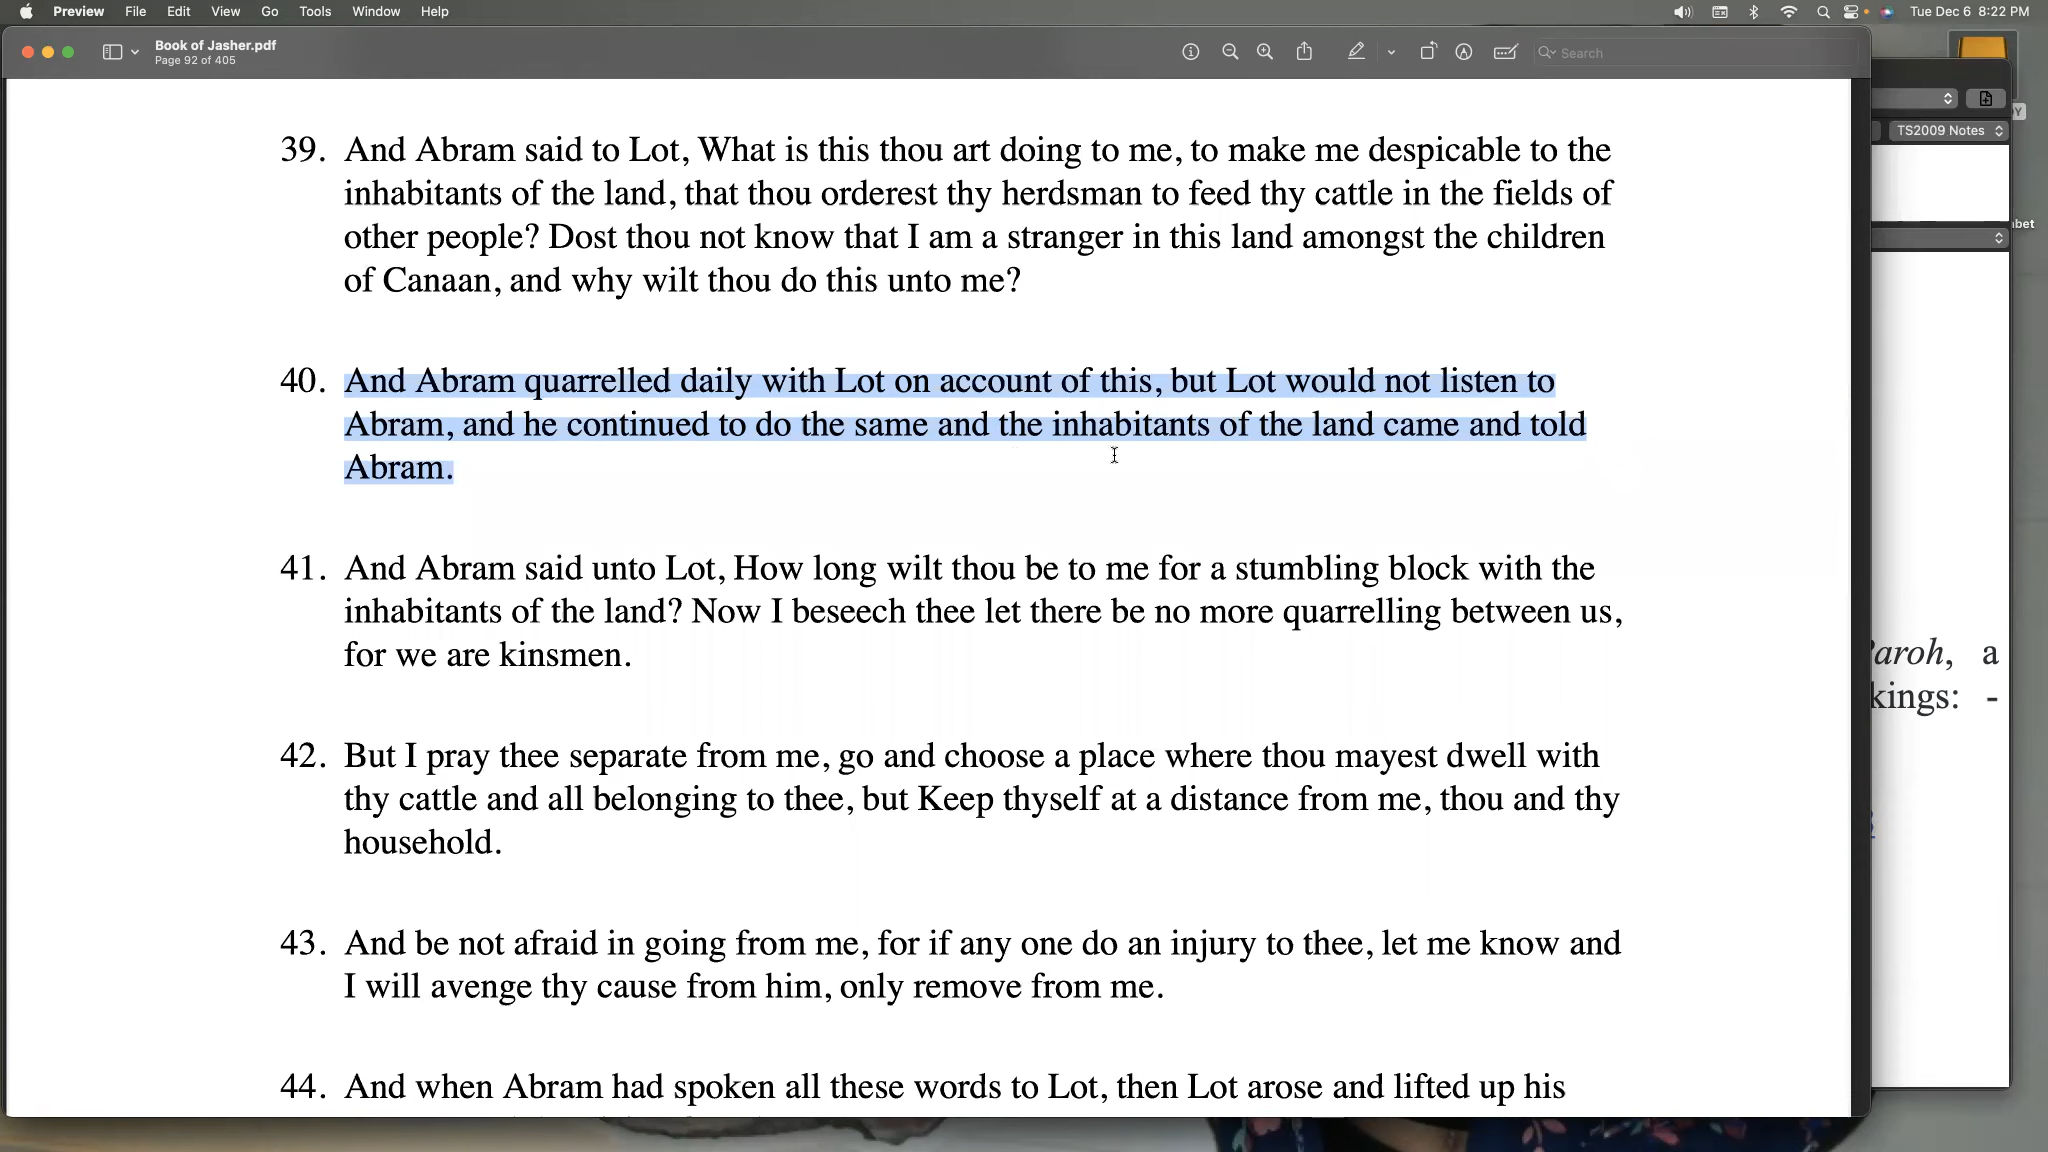 Preview File Edit View Go Tools Window Help
Tue Dec 6 8:22 PM
Book of Jasher.pdf
Page 92 of 405
Search
TS2009 Notes
39. And Abram said to Lot, What is this thou art doing to me, to make me despicable to the
inhabitants of the land, that thou orderest thy herdsman to feed thy cattle in the fields of
other people? Dost thou not know that I am a stranger in this land amongst the children
of Canaan, and why wilt thou do this unto me?
40. And Abram quarrelled daily with Lot on account of this, but Lot would not listen to
Abram, and he continued to do the same and the inhabitants of the land came and told
Abram.
41. And Abram said unto Lot, How long wilt thou be to me for a stumbling block with the
inhabitants of the land? Now I beseech thee let there be no more quarrelling between us,
for we are kinsmen.
42. But I pray thee separate from me, go and choose a place where thou mayest dwell with
thy cattle and all belonging to thee, but Keep thyself at a distance from me, thou and thy
household.
43. And be not afraid in going from me, for if any one do an injury to thee, let me know and
I will avenge thy cause from him, only remove from me.
44. And when Abram had spoken all these words to Lot, then Lot arose and lifted up his
aroh, a
kings: -